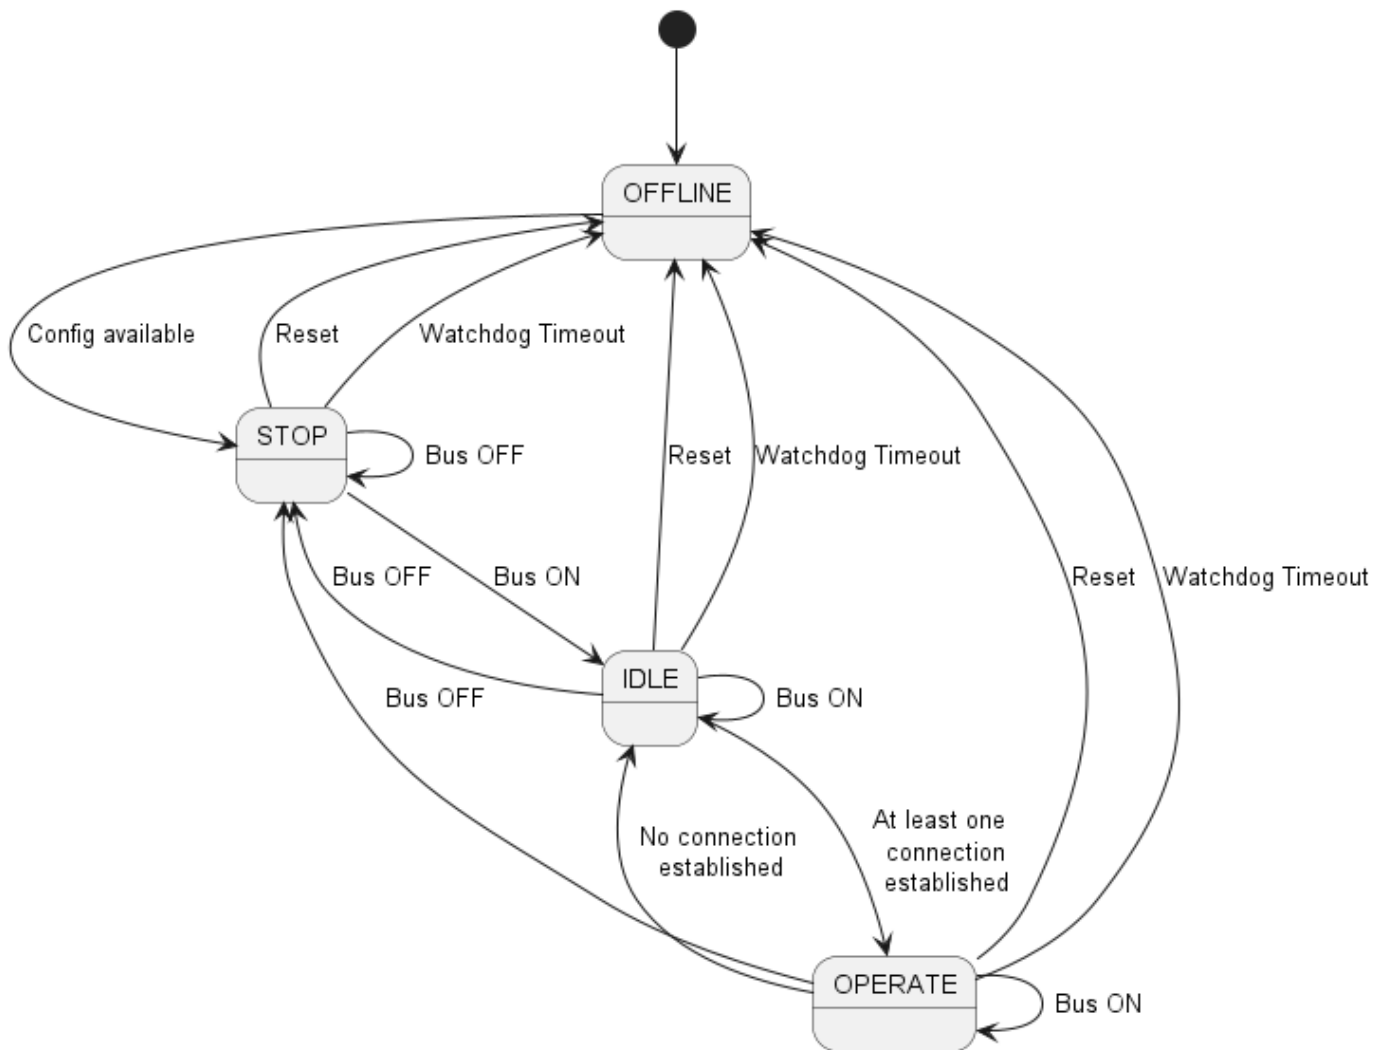 OFFLINE
Config available
Reset
Watchdog Timeout
STOP
Bus OFF
Reset
Watchdog Timeout
Bus OFF
Bus ON
Reset
Watchdog Timeout
IDLE
Bus OFF
Bus ON
No connection
established
At least one
connection
established
OPERATE
Bus ON